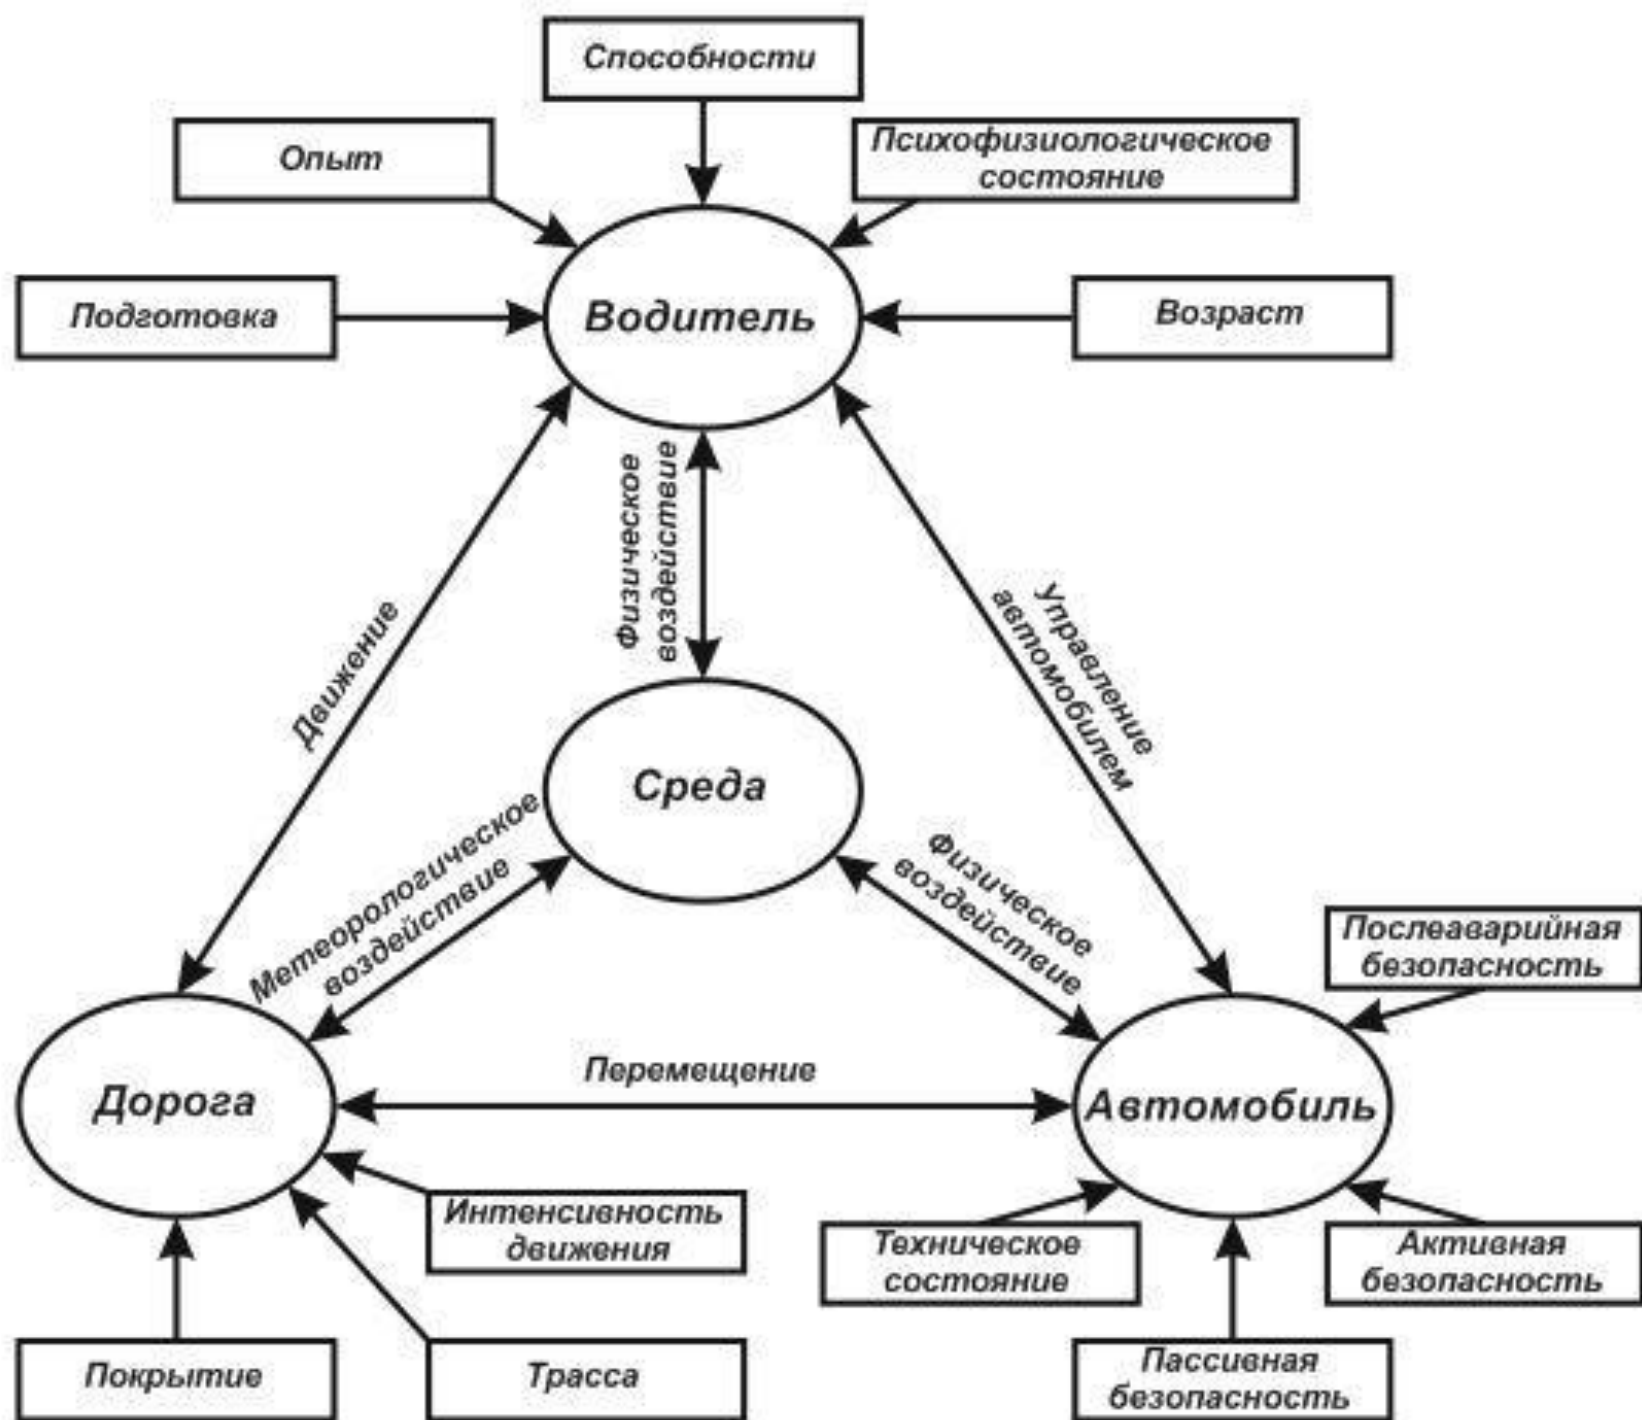 Способности
Опыт
Психофизиологическое
состояние
Подготовка
Водитель
Возраст
Физическое
воздействие
Движение
Управление
автомобилем
Среда
Метеорологическое
воздействие
Физическое
воздействие
Послеаварийная
безопасность
Перемещение
Дорога
Автомобиль
Интенсивность
движения
Техническое
состояние
Активная
безопасность
Покрытие
Трасса
Пассивная
безопасность